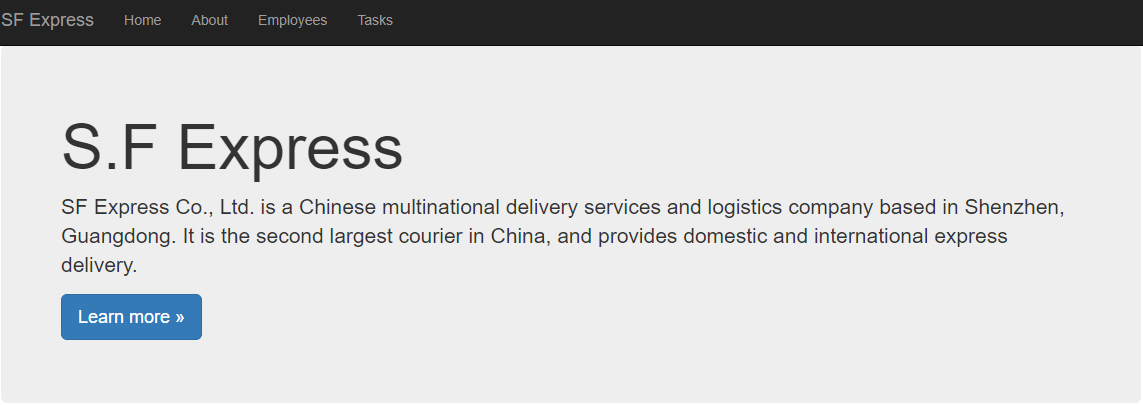 SF Express Home About Employees Tasks
S.F Express
SF Express Co., Ltd. is a Chinese multinational delivery services and logistics company based in Shenzhen,
Guangdong. It is the second largest courier in China, and provides domestic and international express
delivery.
Learn more »